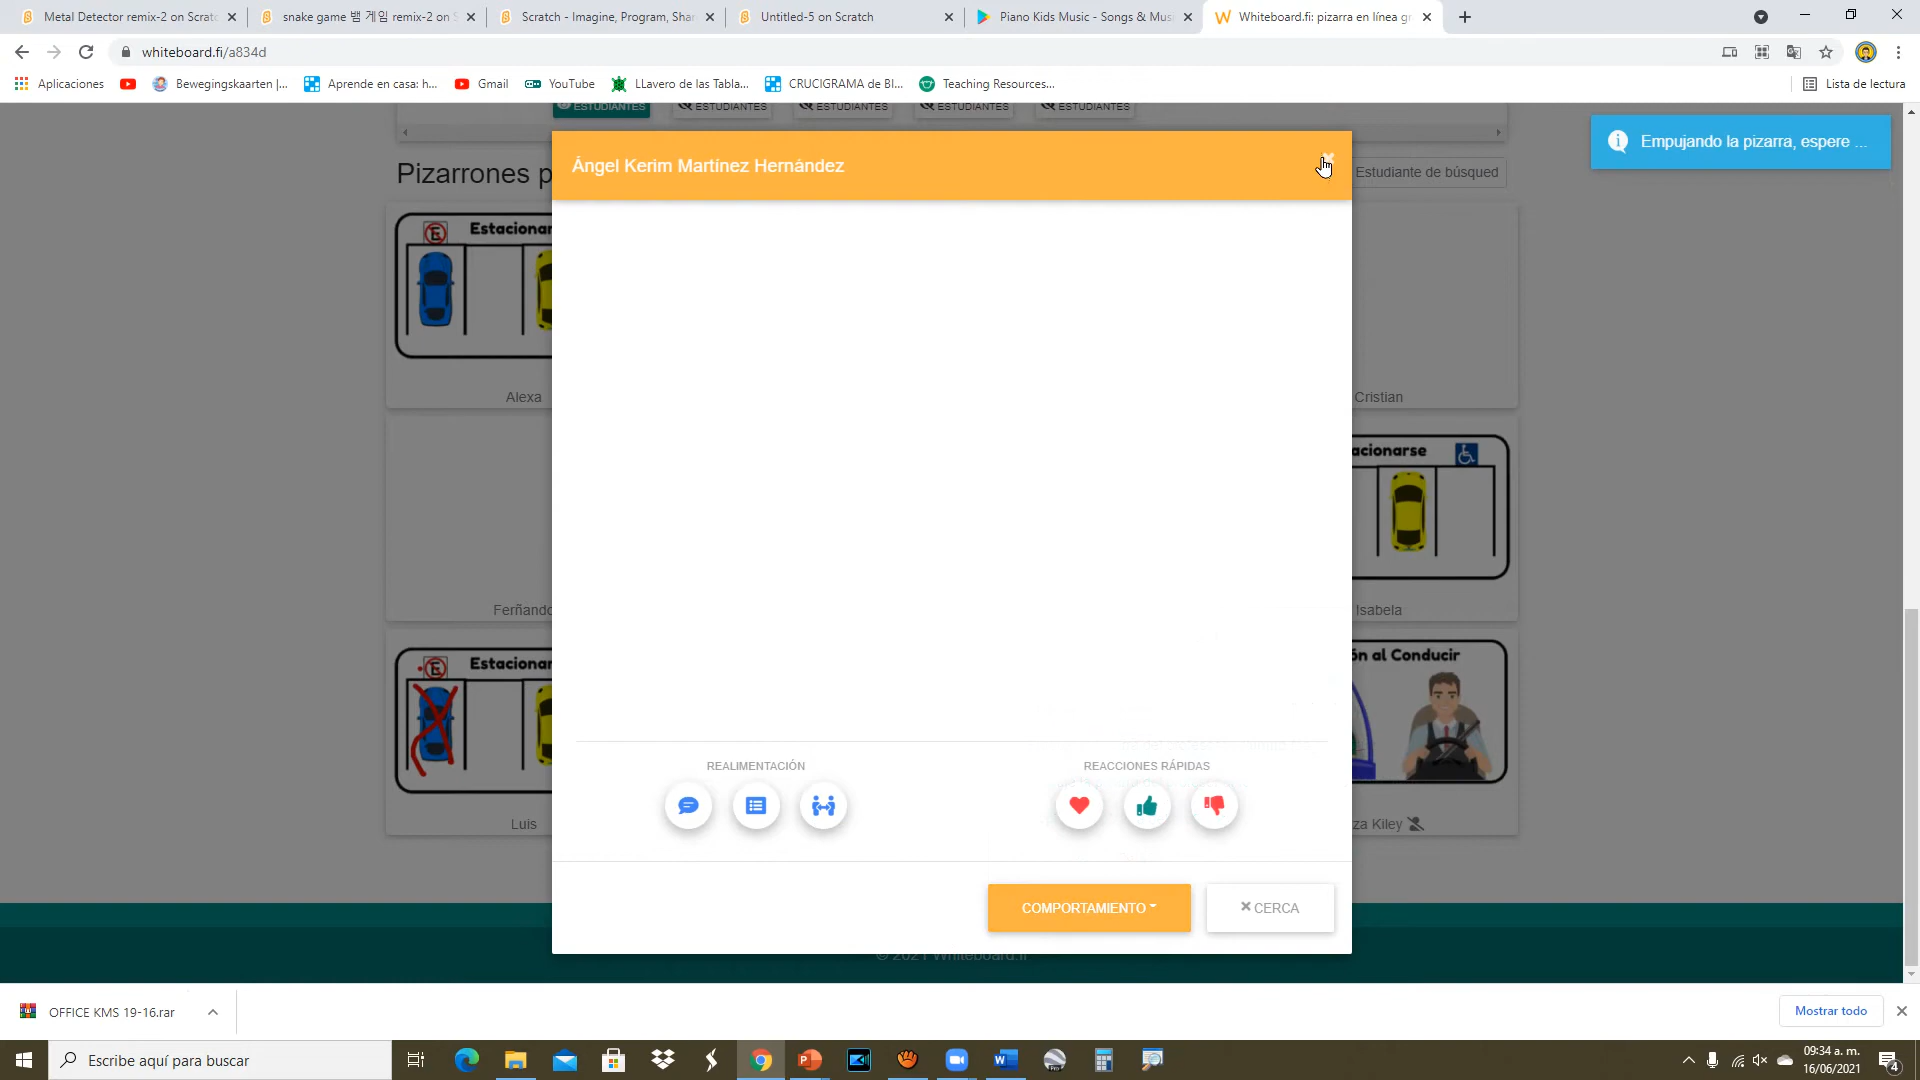 Metal Detector remix-2 on Scratc
snake game 뱀 게임 remix-2 on S
Scratch - Imagine, Program, Shar
Untitled-5 on Scratch
Piano Kids Music - Songs & Mus
Whiteboard.fi: pizarra en línea gr
whiteboard.fi/a834d
Aplicaciones
Bewegingskaarten |...
Aprende en casa: h...
Gmail
YouTube
LLavero de las Tabla...
CRUCIGRAMA de Bl...
Teaching Resources...
Lista de lectura
ESTUDIANTES
ESTUDIANTES
ESTUDIANTES
ESTUDIANTES
ESTUDIANTES
Empujando la pizarra, espere ...
Pizarrones p
Ángel Kerim Martínez Hernández
Estudiante de búsqued
E
Estacionar
Alexa
Cristian
Ferñando
acionarse
Isabela
E
Estacionar
Luis
ón al Conducir
za Kiley
REALIMENTACIÓN
REACCIONES RÁPIDAS
COMPORTAMIENTO
CERCA
© 2021 Whiteboard.fi
OFFICE KMS 19-16.rar
Mostrar todo
Escribe aquí para buscar
09:34 a. m.
16/06/2021
4